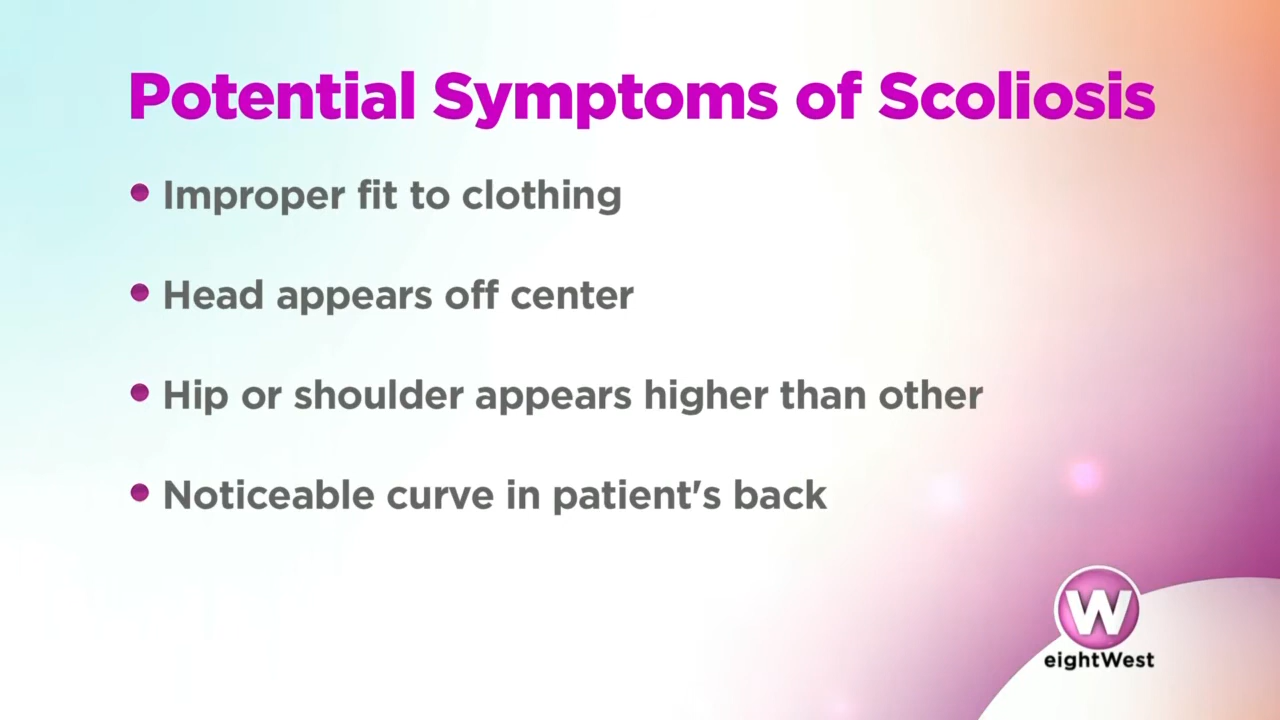 Potential Symptoms of Scoliosis
• Improper fit to clothing
• Head appears off center
• Hip or shoulder appears higher than other
• Noticeable curve in patient's back
W
eightWest